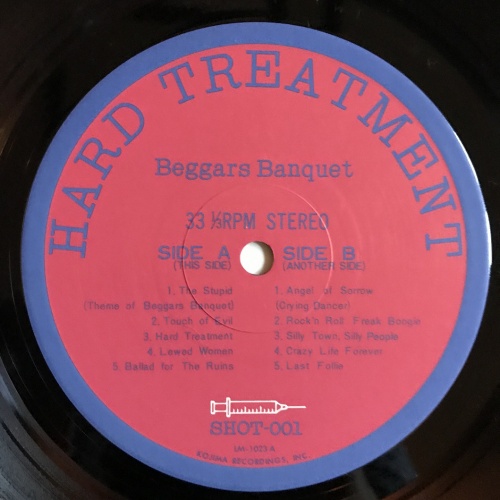 HARD TREATMENT
Beggars Banquet
33 ⅓RPM STEREO
SIDE A
(THIS SIDE)
1. The Stupid
(Theme of Beggars Banquet)
2. Touch of Evil
3. Hard Treatment
4. Lewed Women
5. Ballad for The Ruins
SIDE B
(ANOTHER SIDE)
1. Angel of Sorrow
(Crying Dancer)
2. Rock'n Roll Freak Boogie
3. Silly Town, Silly People
4. Crazy Life Forever
5. Last Follie
SHOT-001
LM-1023 A
KOJIMA RECORDINGS, INC.